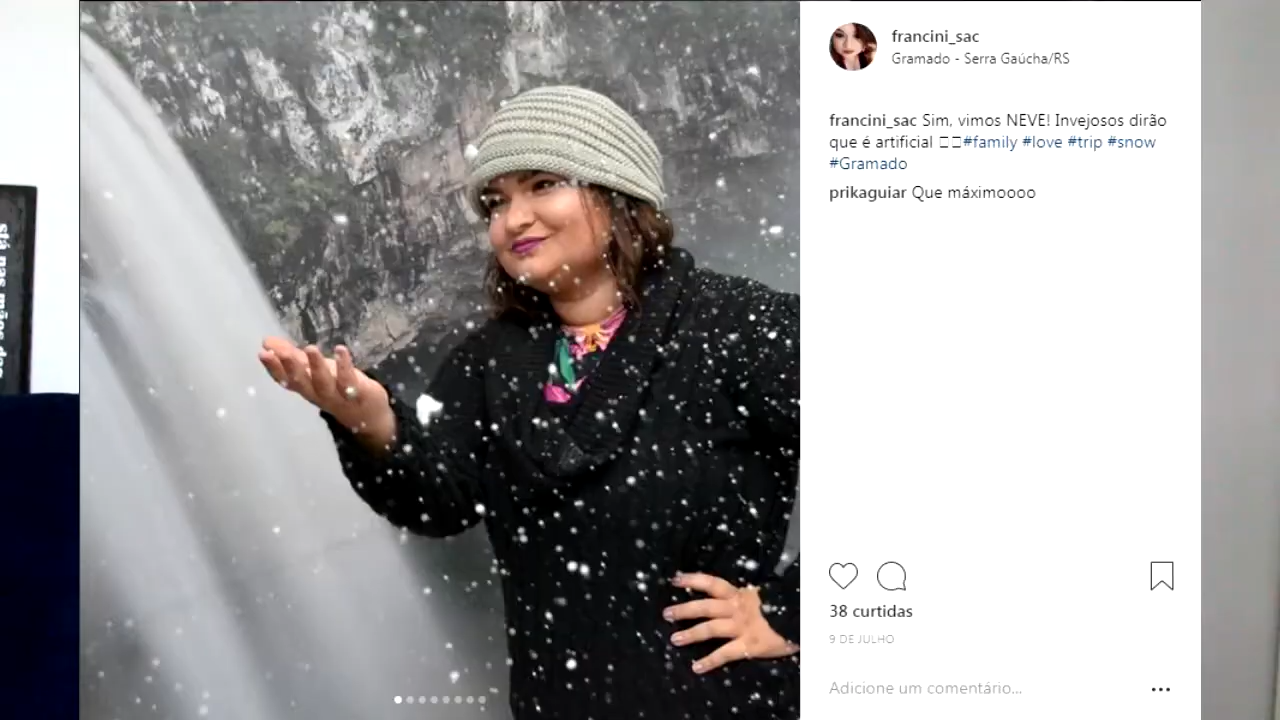 francini_sac
Gramado - Serra Gaúcha/RS
francini_sac Sim, vimos NEVE! Invejosos dirão
que é artificial #family #love #trip #snow
#Gramado
prikaguiar Que máximoooo
38 curtidas
9 DE JULHO
Adicione um comentário...